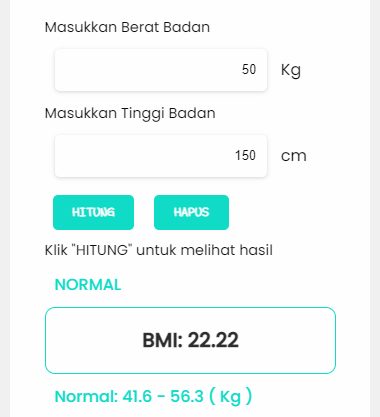 Masukkan Berat Badan
50 Kg
Masukkan Tinggi Badan
150 cm
HITUNG HAPUS
Klik "HITUNG" untuk melihat hasil
NORMAL
BMI: 22.22
Normal: 41.6 - 56.3 ( Kg )